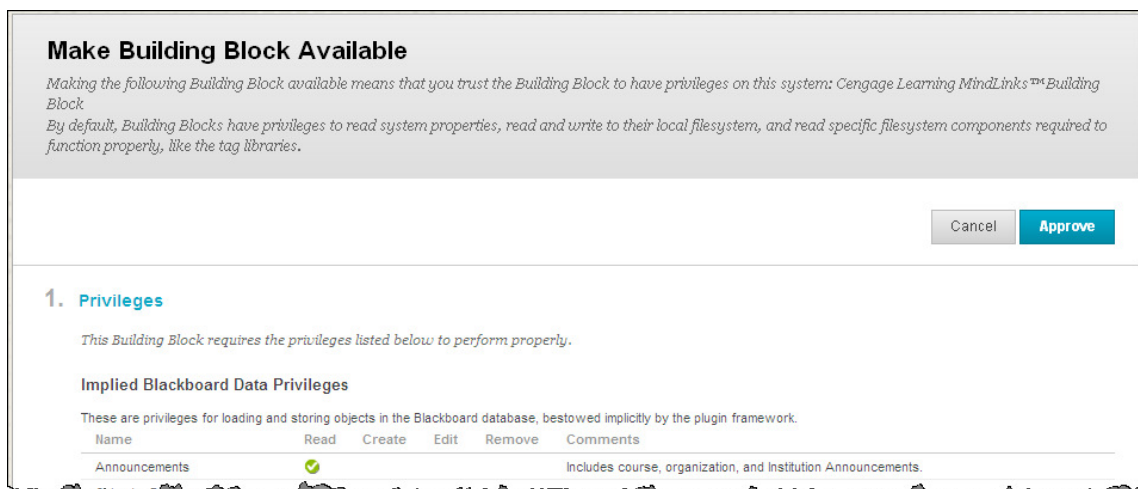 Make Building Block Available
Making the following Building Block available means that you trust the Building Block to have privileges on this system: Cengage Learning MindLinks™Building
Block
By default, Building Blocks have privileges to read system properties, read and write to their local filesystem, and read specific filesystem components required to
function properly, like the tag libraries.
Cancel Approve
1. Privileges
This Building Block requires the privileges listed below to perform properly.
Implied Blackboard Data Privileges
These are privileges for loading and storing objects in the Blackboard database, bestowed implicitly by the plugin framework.
Name Read Create Edit Remove Comments
Announcements Includes course, organization, and Institution Announcements.